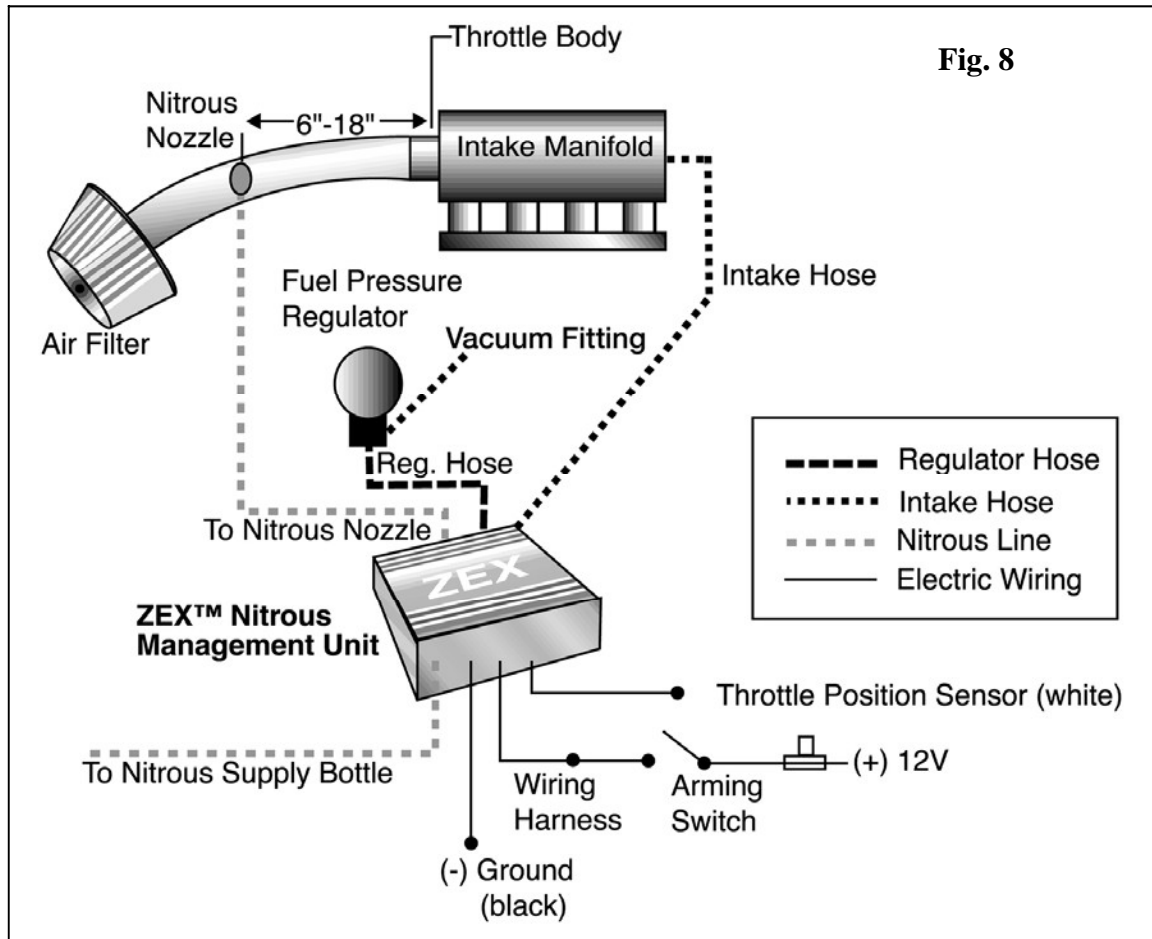 Fig. 8
Throttle Body
Nitrous
Nozzle
6"-18"
Intake Manifold
Air Filter
Fuel Pressure
Regulator
Vacuum Fitting
Intake Hose
Reg. Hose
To Nitrous Nozzle
Regulator Hose
Intake Hose
Nitrous Line
Electric Wiring
ZEX
ZEX™ Nitrous
Management Unit
Throttle Position Sensor (white)
To Nitrous Supply Bottle
Wiring
Harness
Arming
Switch
(+) 12V
(-) Ground
(black)